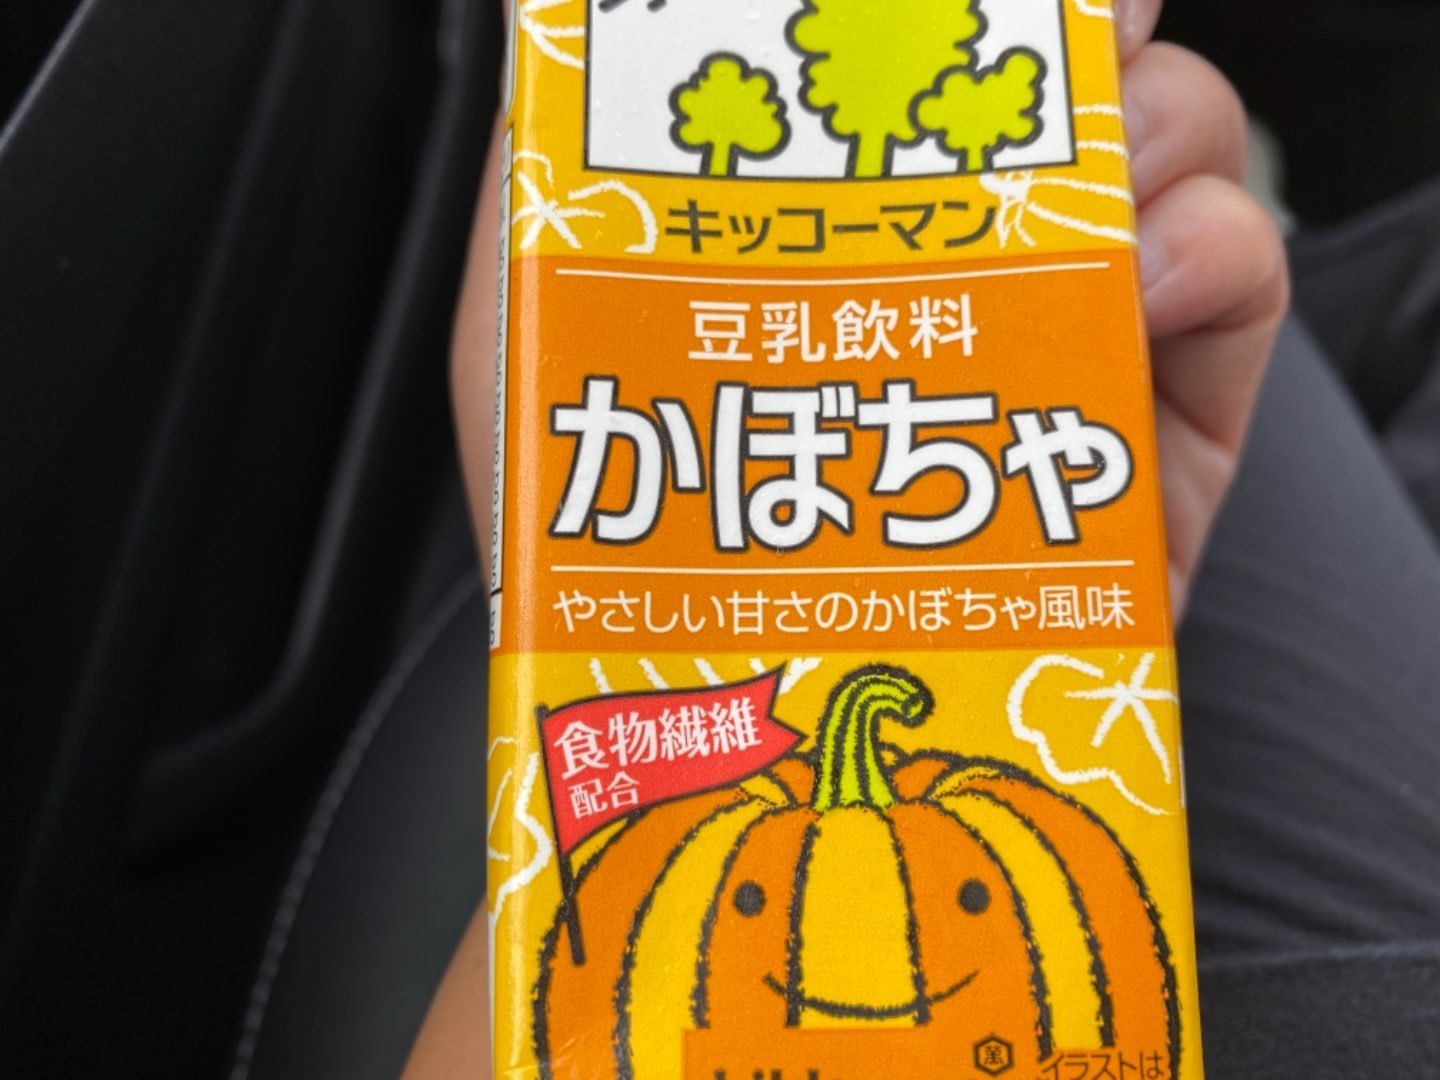 キッコーマン
豆乳飲料
かぼちゃ
やさしい甘さのかぼちゃ風味
食物繊維
配合
萬
イラストは